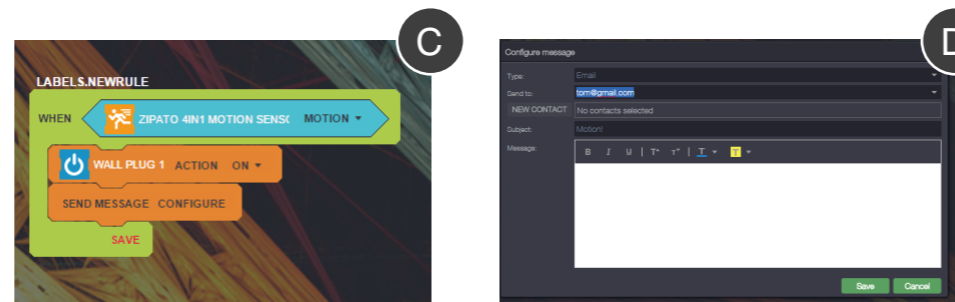 C
LABELS.NEWRULE
WHEN ZIPATO 4IN1 MOTION SENS( MOTION
WALL PLUG 1 ACTION ON
SEND MESSAGE CONFIGURE
SAVE
D
Configure message
Type: Email
Send to: tom@gmail.com
NEW CONTACT No contacts selected
Subject: Motion!
Message: B I U T T T T
Save Cancel